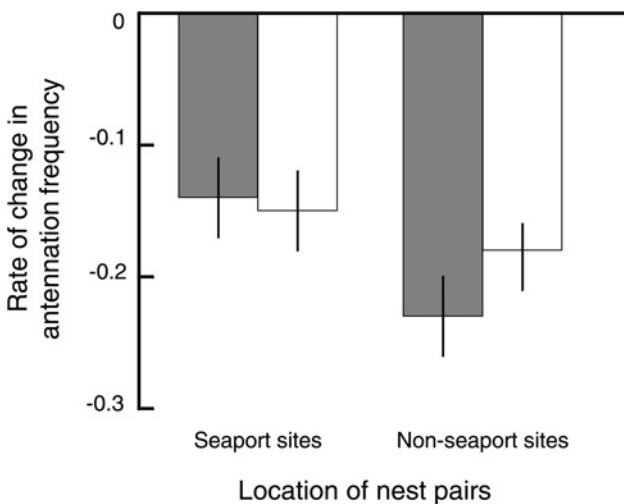 0
-0.1
-0.2
-0.3
Rate of change in
antennation frequency
Seaport sites
Non-seaport sites
Location of nest pairs